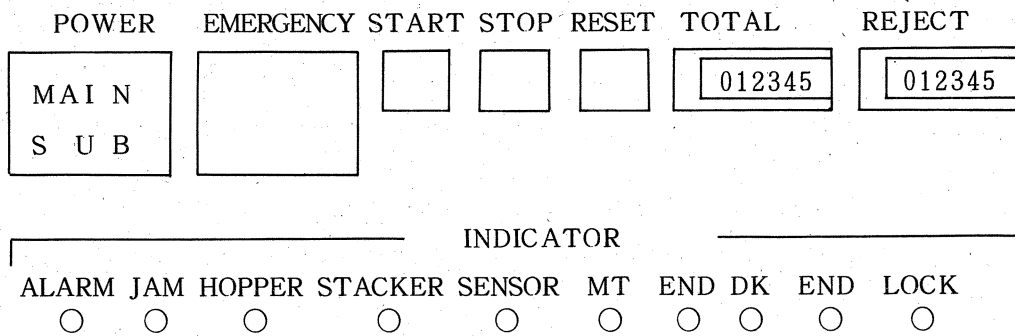 POWER EMERGENCY START STOP RESET TOTAL REJECT
MAIN 012345 012345
SUB
INDICATOR
ALARM JAM HOPPER STACKER SENSOR MT END DK END LOCK